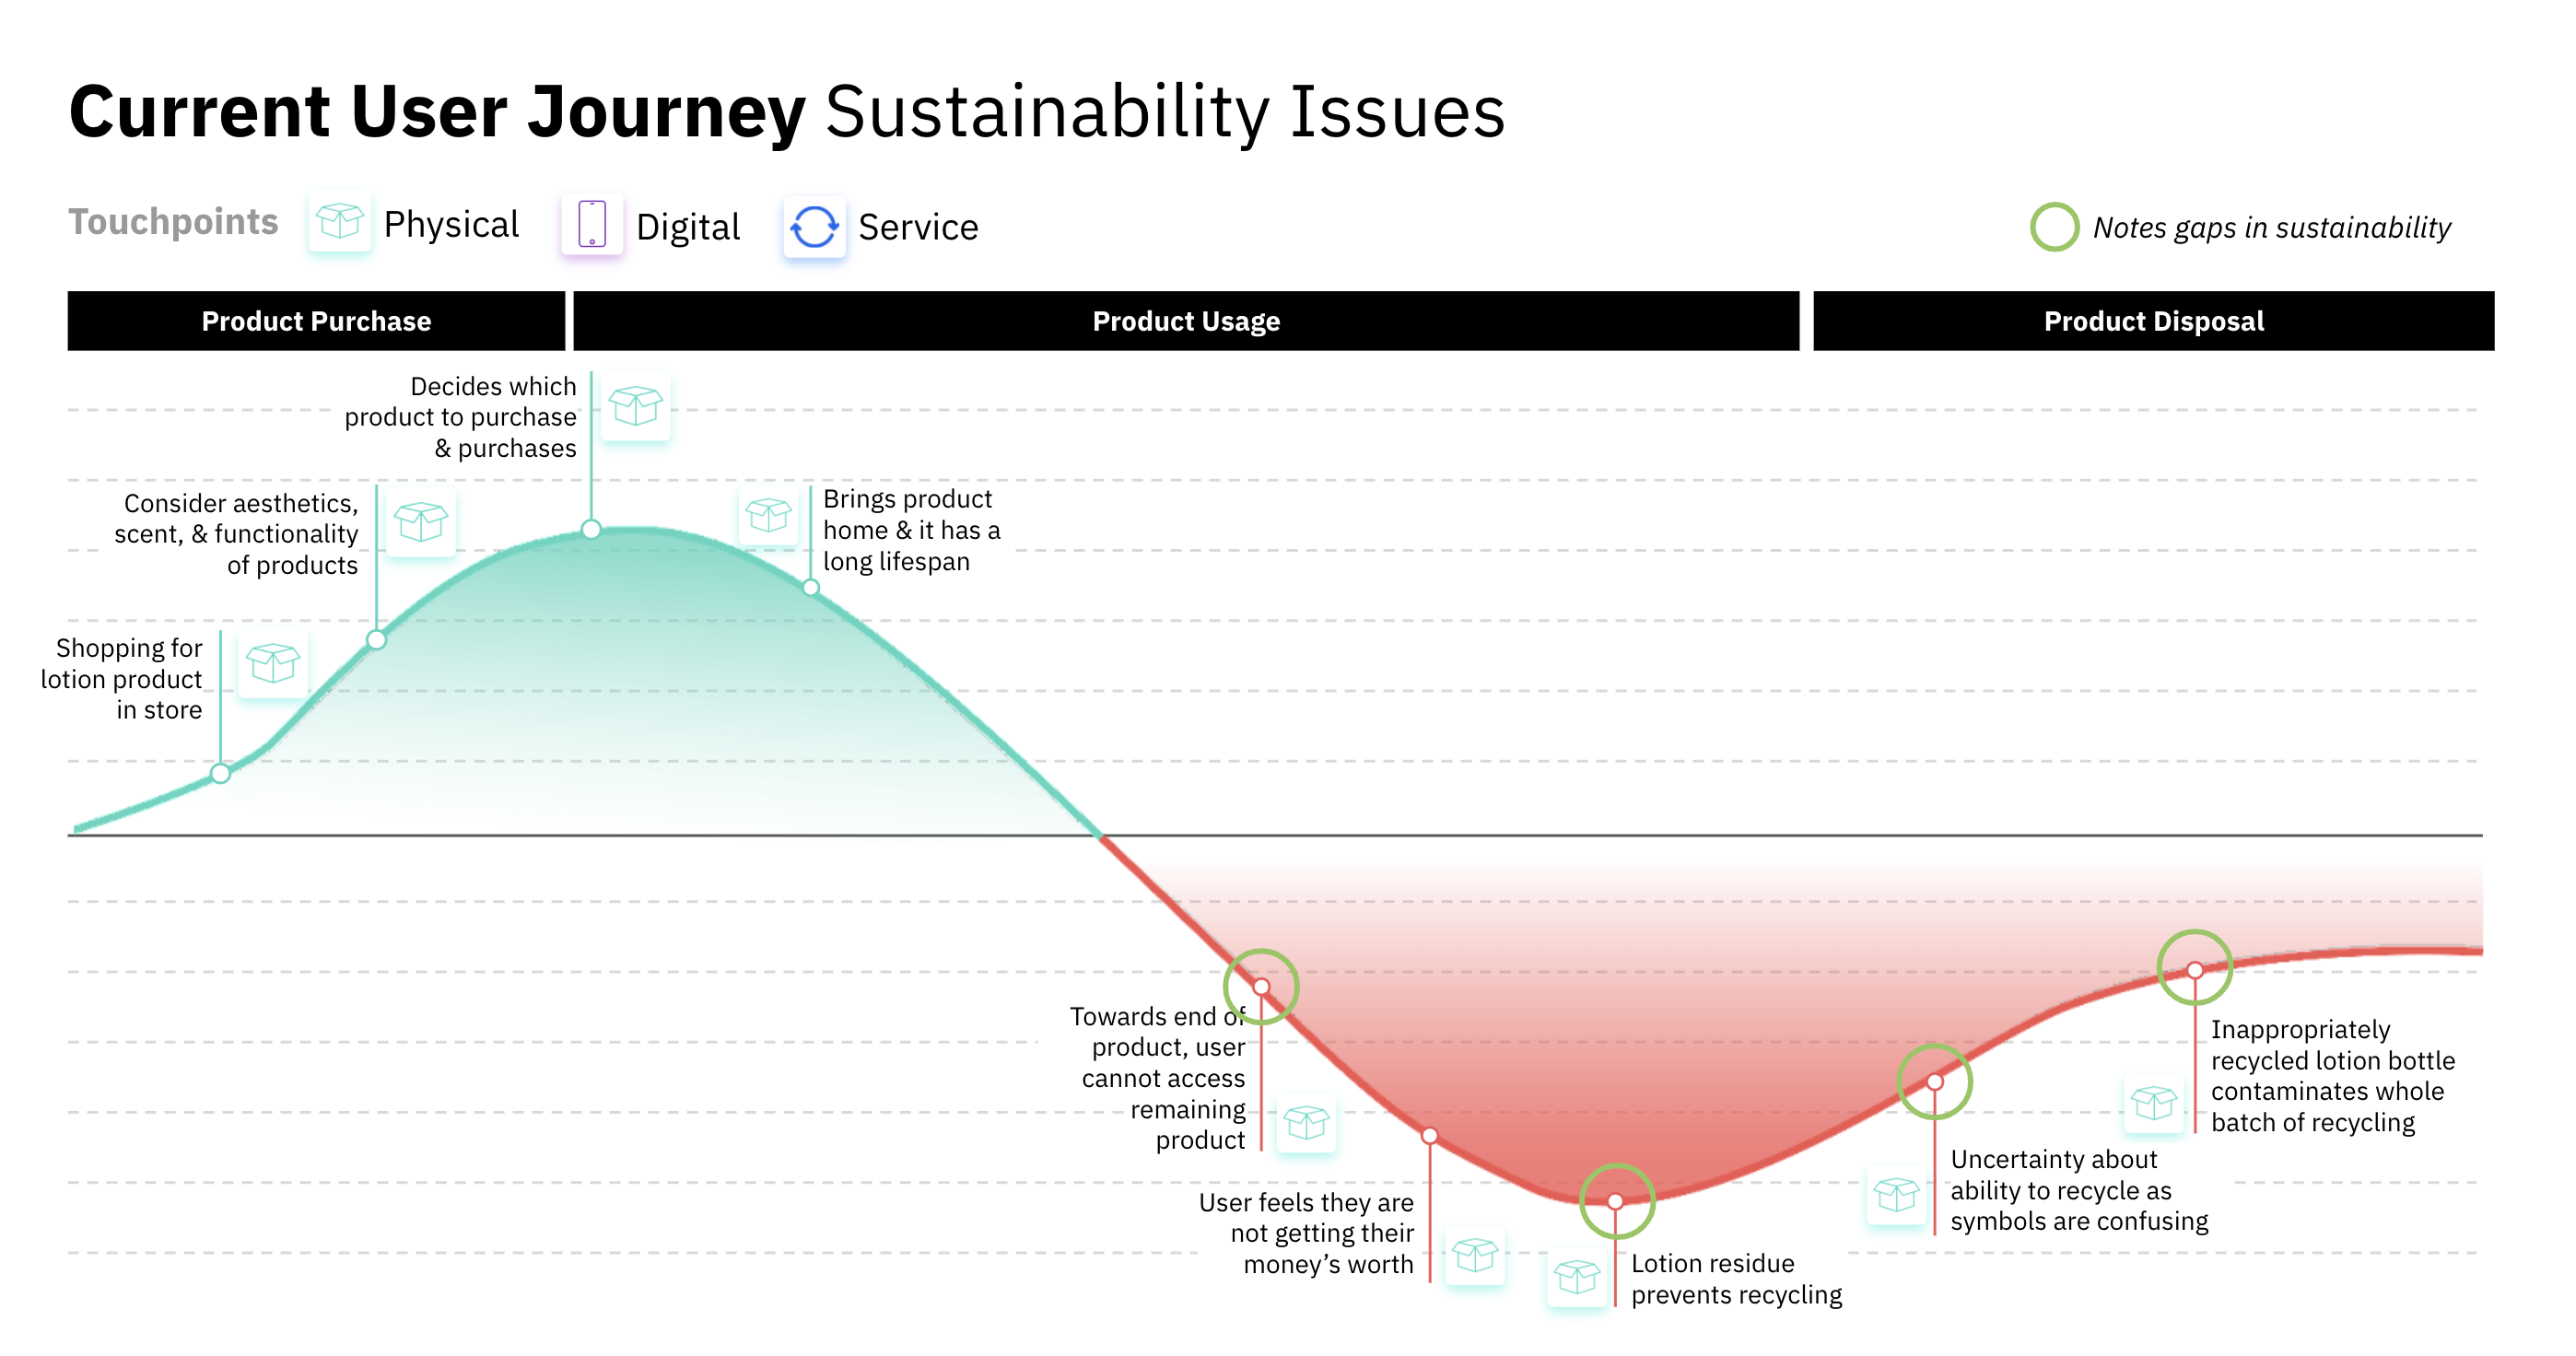 Current User Journey Sustainability Issues
Touchpoints
Physical
Digital
Service
Notes gaps in sustainability
Product Purchase
Product Usage
Product Disposal
Shopping for
lotion product
in store
Consider aesthetics,
scent, & functionality
of products
Decides which
product to purchase
& purchases
Brings product
home & it has a
long lifespan
Towards end of
product, user
cannot access
remaining
product
User feels they are
not getting their
money’s worth
Lotion residue
prevents recycling
Uncertainty about
ability to recycle as
symbols are confusing
Inappropriately
recycled lotion bottle
contaminates whole
batch of recycling